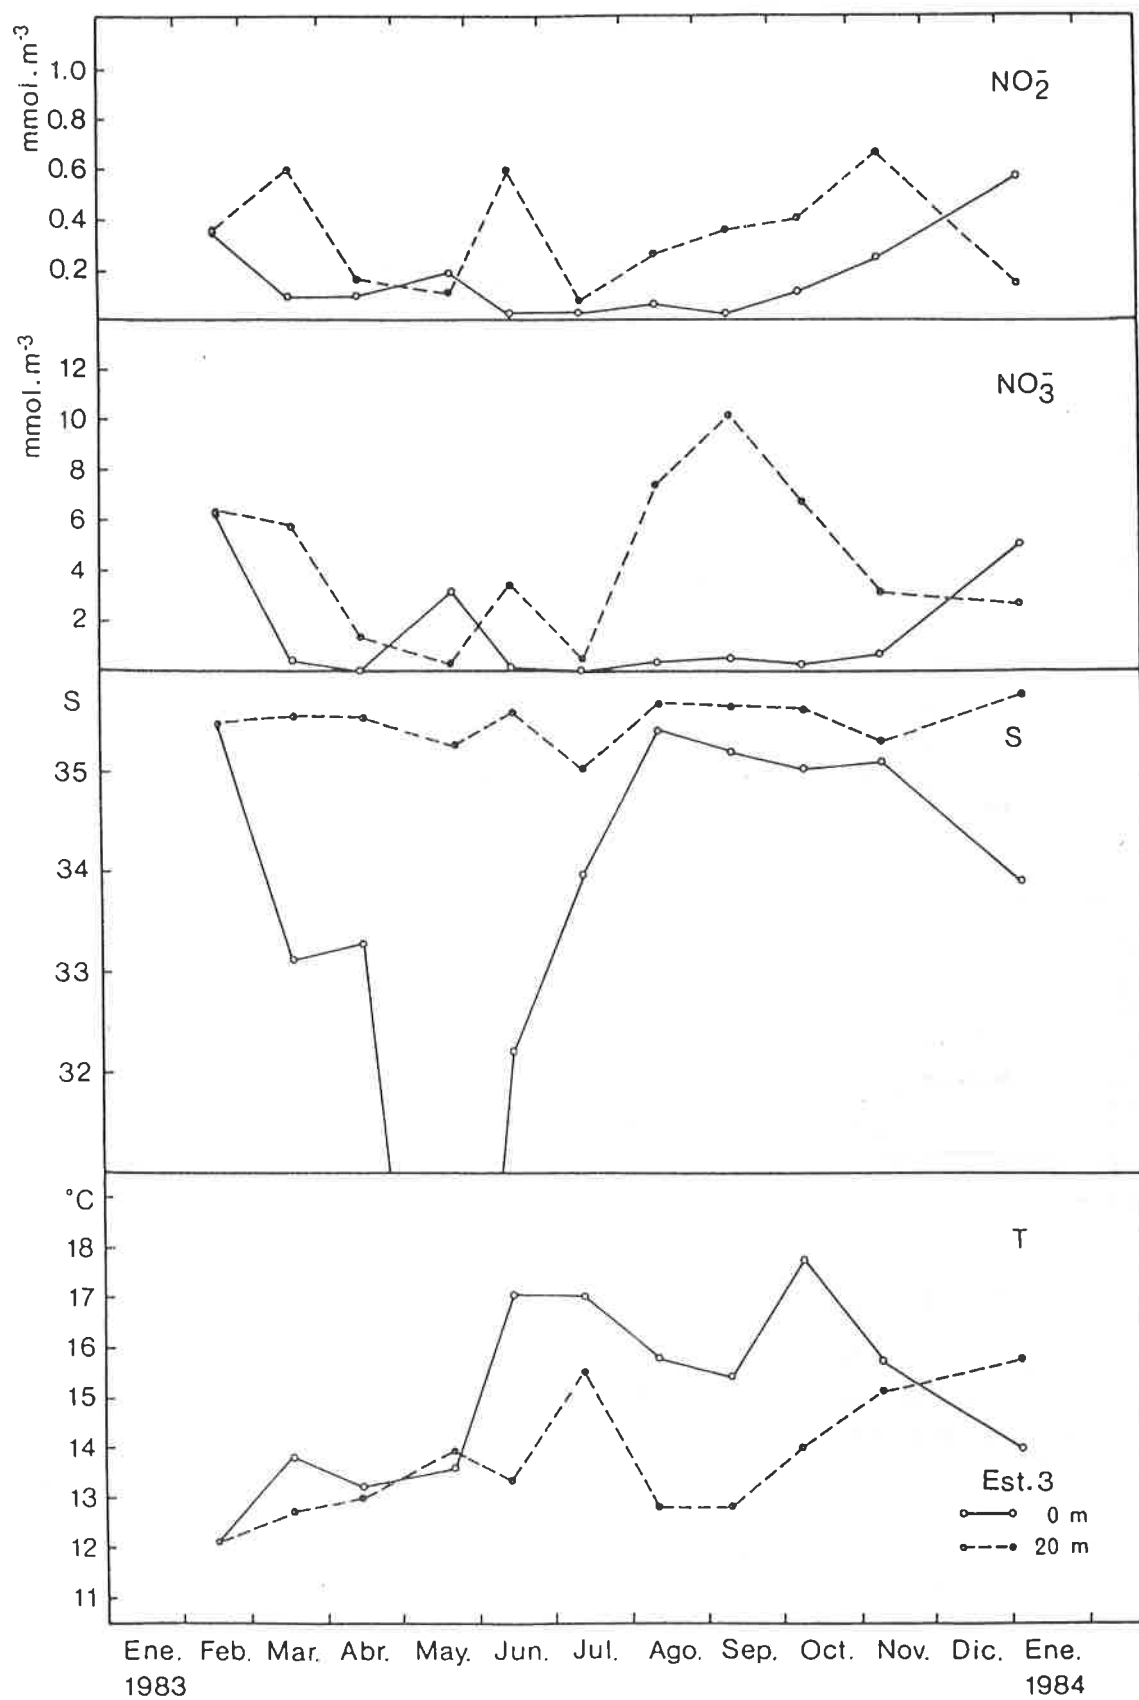 mmol.m-3
1.0
0.8
0.6
0.4
0.2
NO2-
mmol.m-3
12
10
8
6
4
2
NO3-
S
35
34
33
32
S
°C
18
17
16
15
14
13
12
11
T
Est.3
0 m
20 m
Ene. Feb. Mar. Abr. May. Jun. Jul. Ago. Sep. Oct. Nov. Dic. Ene.
1983 1984